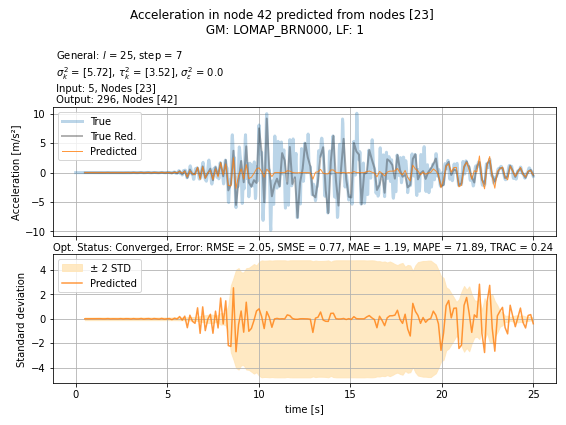 Acceleration in node 42 predicted from nodes [23]
GM: LOMAP_BRN000, LF: 1
General: l = 25, step = 7
σ²ₖ = [5.72], τ²ₖ = [3.52], σ²ε = 0.0
Input: 5, Nodes [23]
Output: 296, Nodes [42]
Acceleration [m/s²]
10
5
0
−5
−10
True
True Red.
Predicted
Opt. Status: Converged, Error: RMSE = 2.05, SMSE = 0.77, MAE = 1.19, MAPE = 71.89, TRAC = 0.24
Standard deviation
4
2
0
−2
−4
± 2 STD
Predicted
0 5 10 15 20 25
time [s]